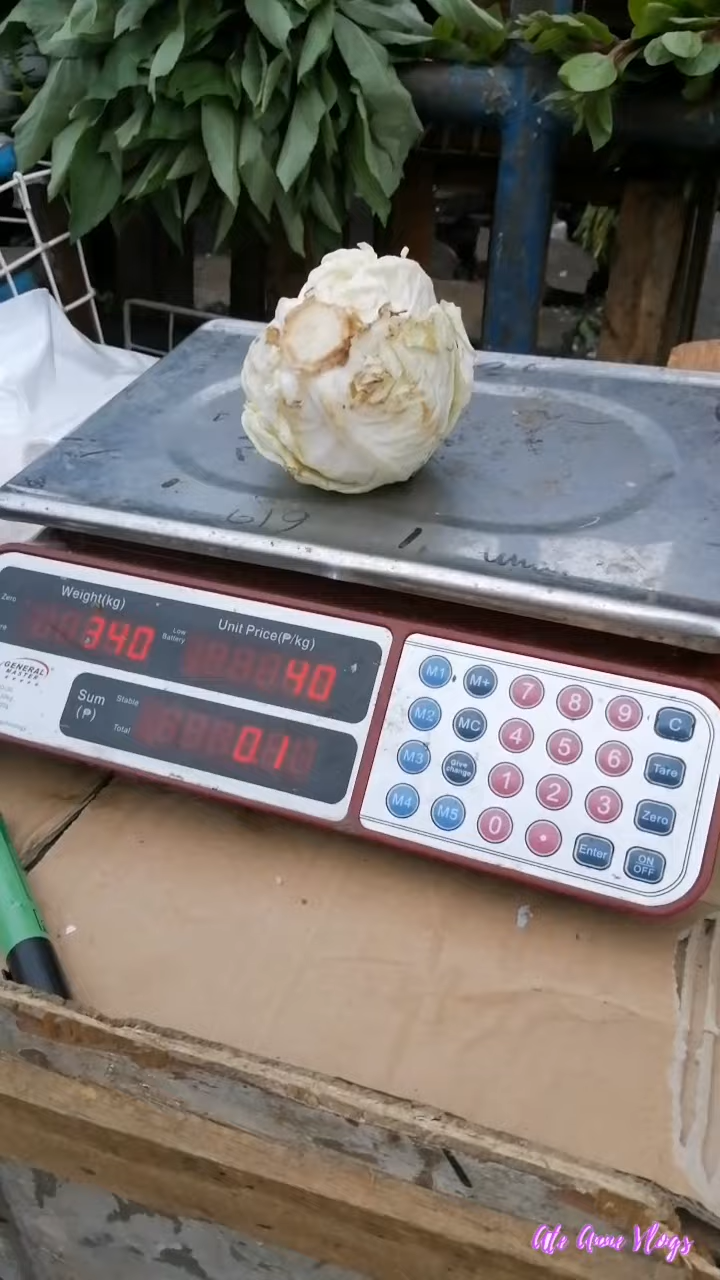 619
Zero
Weight(kg)
340
Low
Battery
Unit Price(₱/kg)
40
GENERAL
MASTER
Sum
(₱)
Stable
Total
M1
M+
7
8
9
C
M2
MC
4
5
6
Tare
M3
Give
change
1
2
3
Zero
M4
M5
0
Enter
ON
OFF
Ate Anne Vlogs